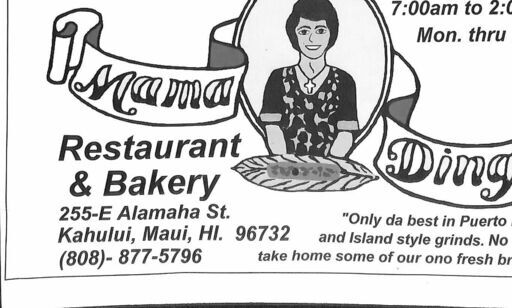 7:00am to 2:0
Mon. thru
Mama
Ding
Restaurant
& Bakery
255-E Alamaha St.
Kahului, Maui, HI. 96732
(808)- 877-5796
"Only da best in Puerto
and Island style grinds. No
take home some of our ono fresh br